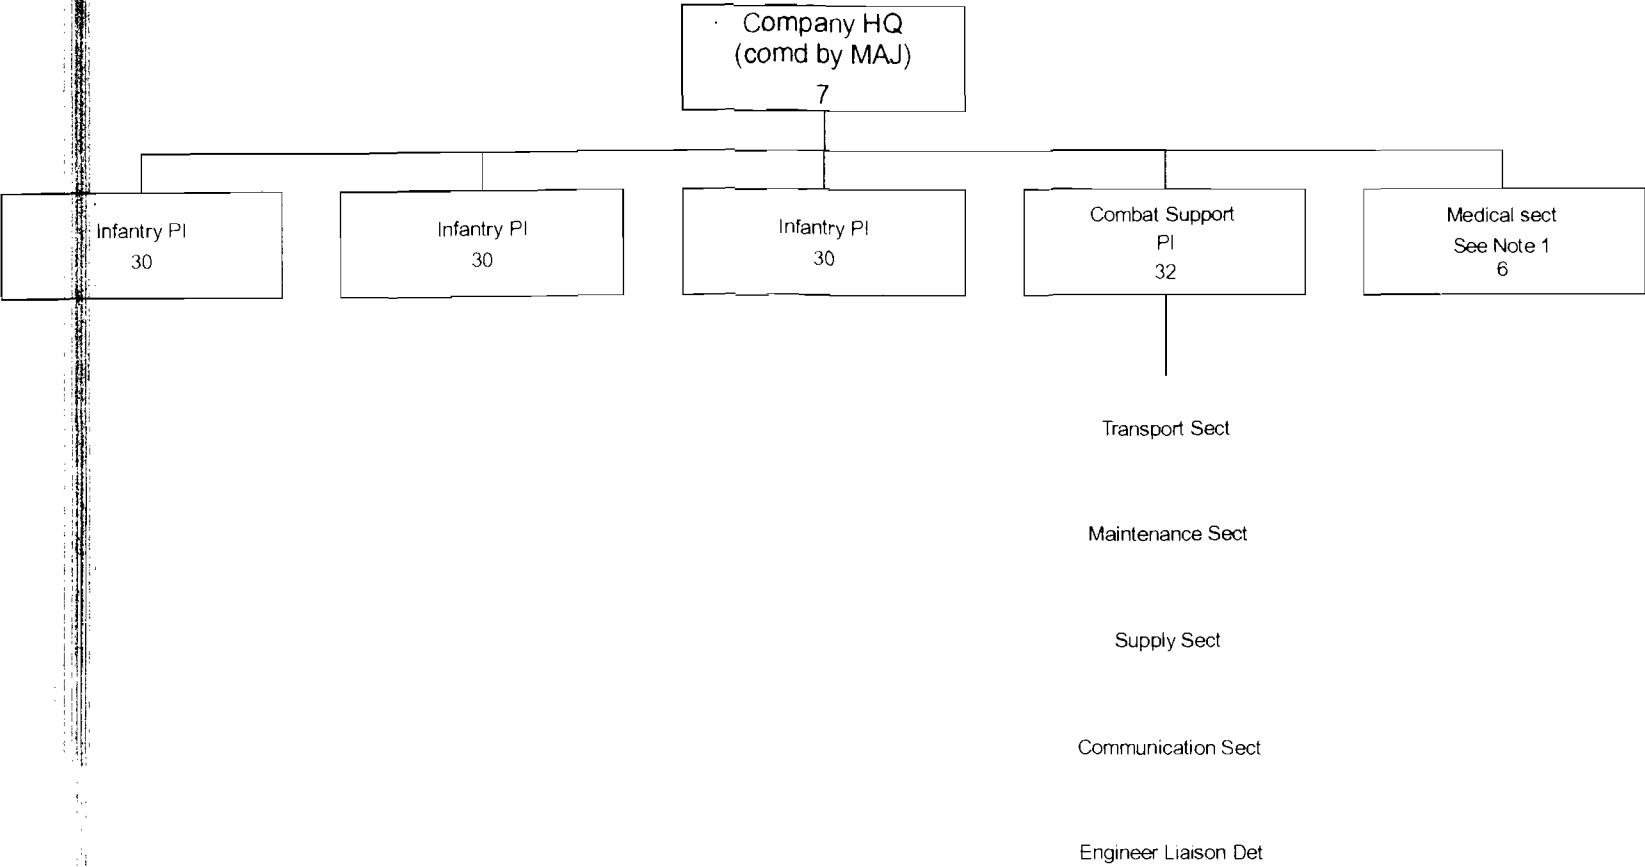 Company HQ
(comd by MAJ)
7
Infantry Pl
30
Infantry Pl
30
Infantry Pl
30
Combat Support
Pl
32
Medical sect
See Note 1
6
Transport Sect
Maintenance Sect
Supply Sect
Communication Sect
Engineer Liaison Det